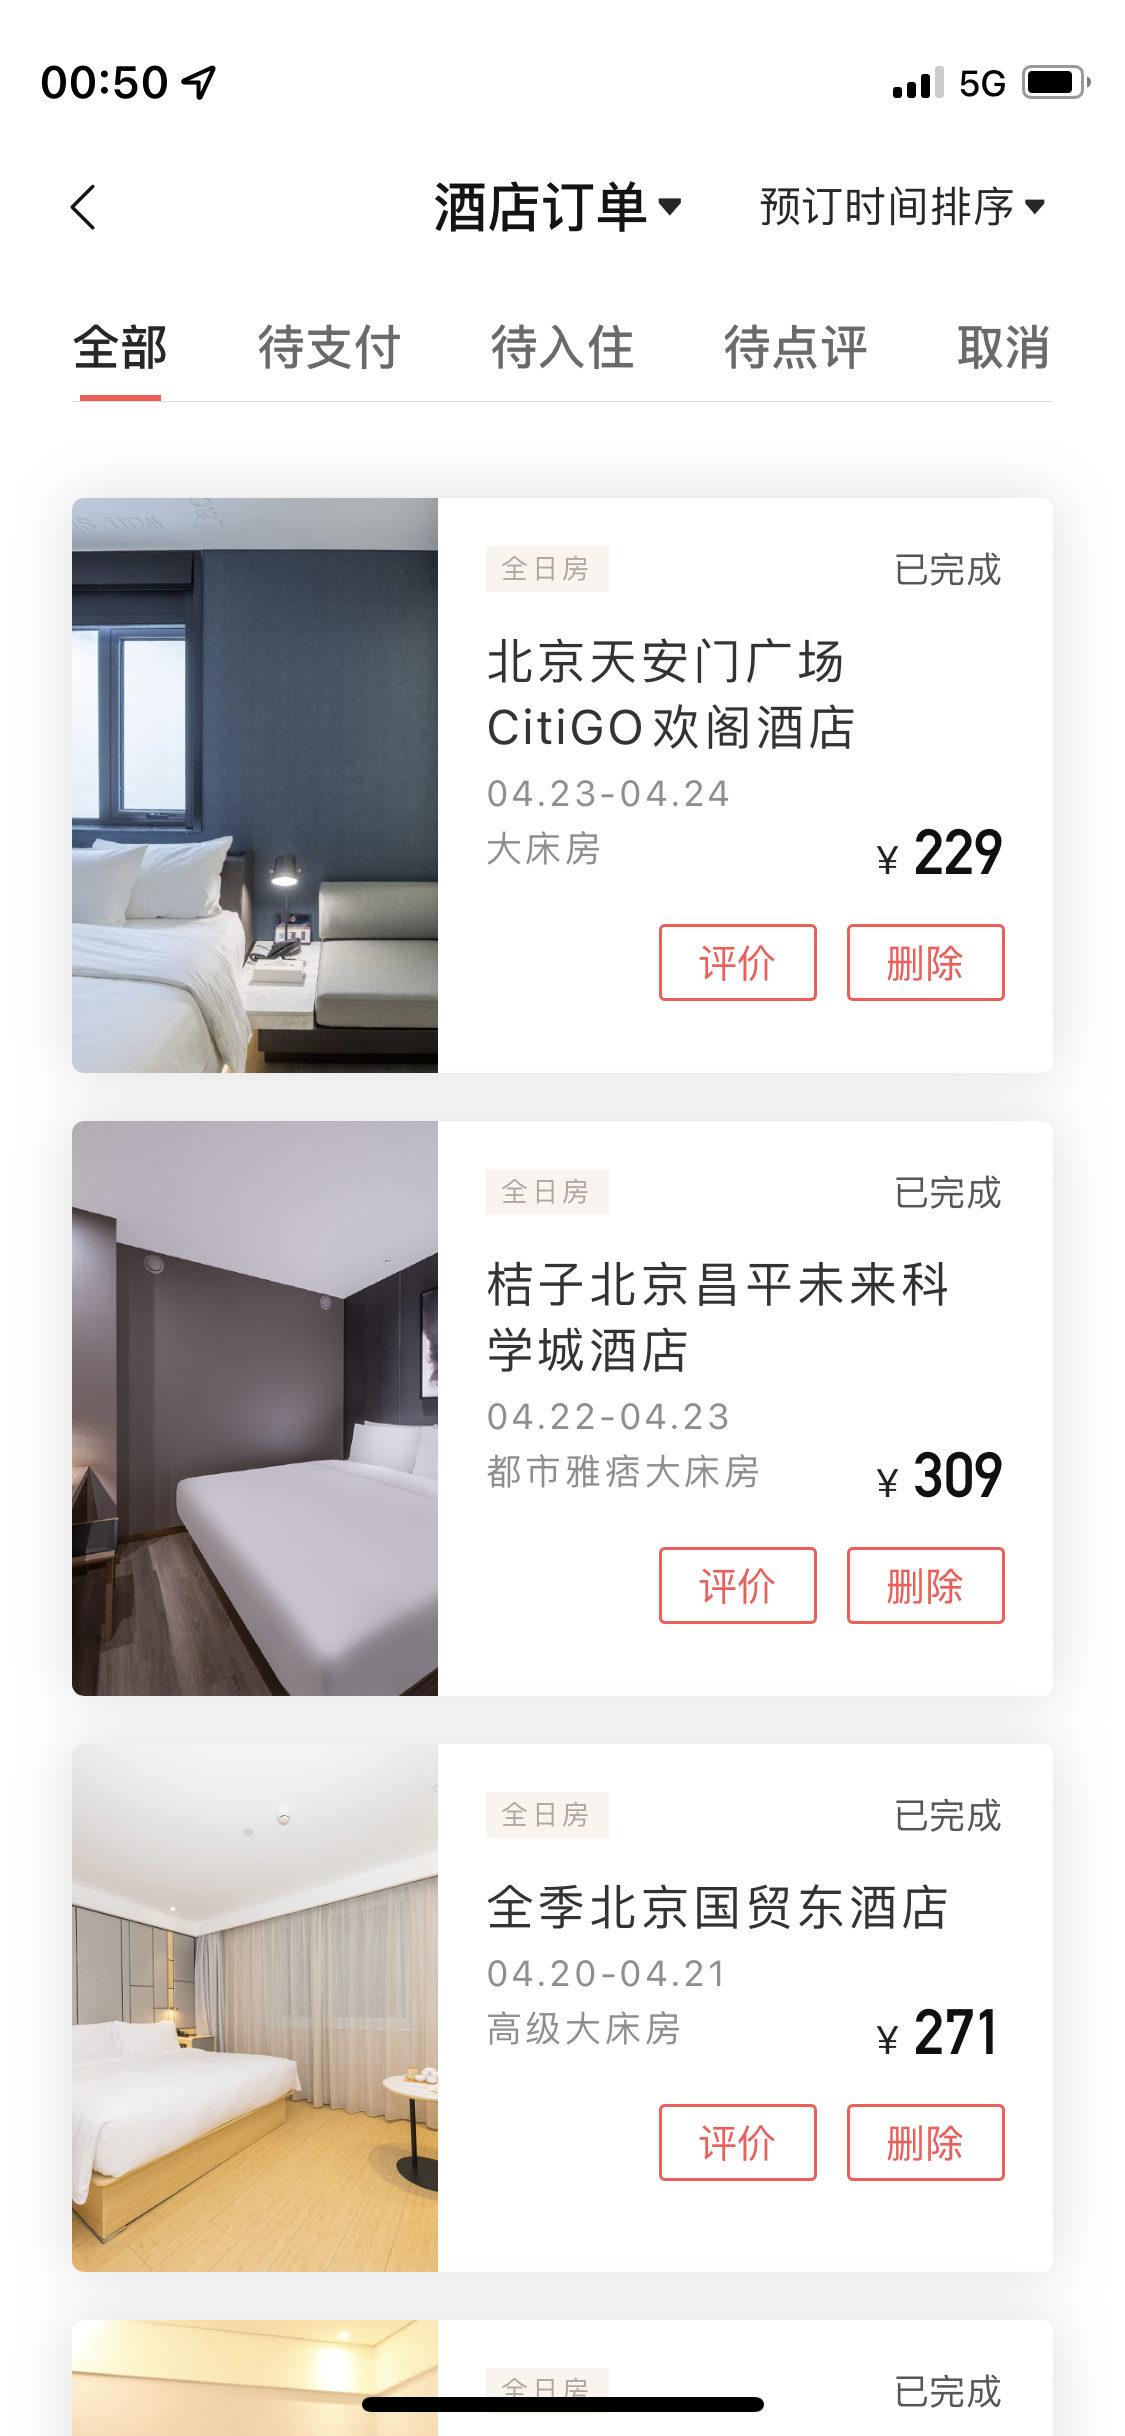 00:50
5G
酒店订单
预订时间排序
全部 待支付 待入住 待点评 取消
全日房
已完成
北京天安门广场
CitiGO欢阁酒店
04.23-04.24
大床房
¥ 229
评价 删除
全日房
已完成
桔子北京昌平未来科
学城酒店
04.22-04.23
都市雅痞大床房
¥ 309
评价 删除
全日房
已完成
全季北京国贸东酒店
04.20-04.21
高级大床房
¥ 271
评价 删除
全日房
已完成